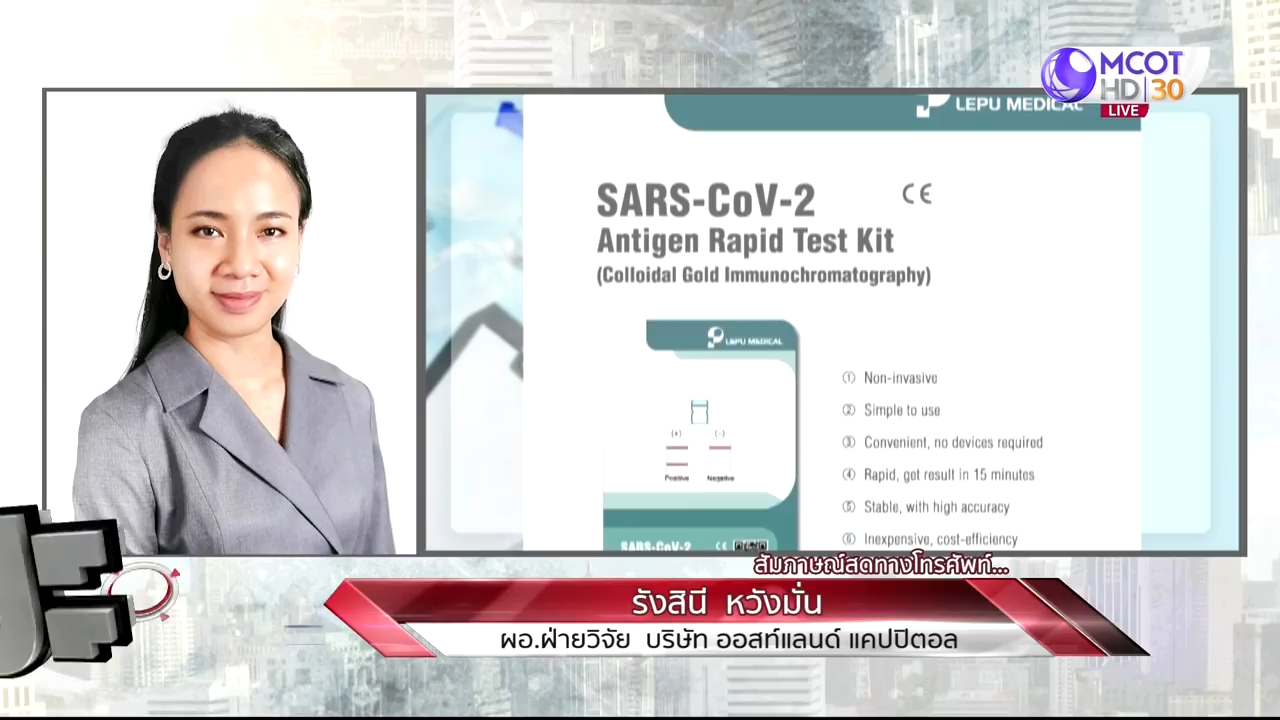 MCOT
HD 30
LIVE
LEPU MEDICAL
SARS-CoV-2
CE
Antigen Rapid Test Kit
(Colloidal Gold Immunochromatography)
LEPU MEDICAL
(+) (-)
Positive Negative
SARS-CoV-2 CE
① Non-invasive
② Simple to use
③ Convenient, no devices required
④ Rapid, get result in 15 minutes
⑤ Stable, with high accuracy
⑥ Inexpensive, cost-efficiency
สัมภาษณ์สดทางโทรศัพท์...
รังสินี หวังมั่น
ผอ.ฝ่ายวิจัย บริษัท ออสท์แลนด์ แคปปิตอล